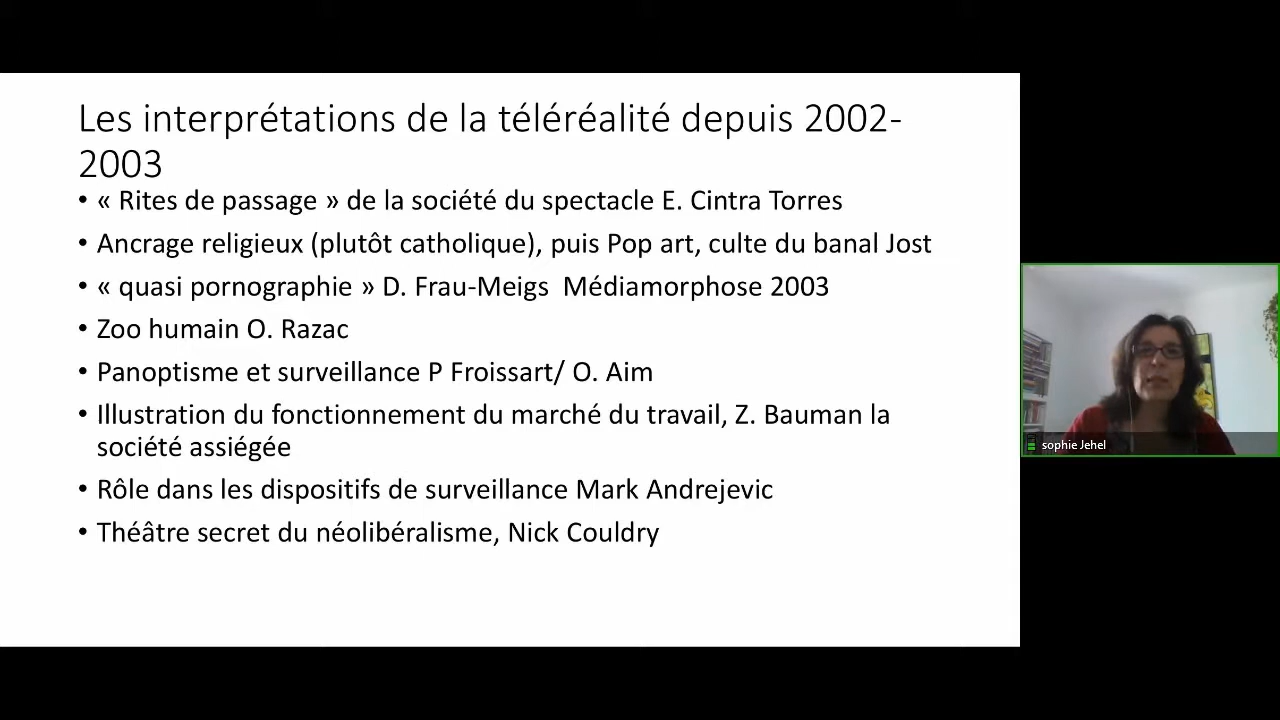 Les interprétations de la téléréalité depuis 2002-
2003
• « Rites de passage » de la société du spectacle E. Cintra Torres
• Ancrage religieux (plutôt catholique), puis Pop art, culte du banal Jost
• « quasi pornographie » D. Frau-Meigs  Médiamorphose 2003
• Zoo humain O. Razac
• Panoptisme et surveillance P Froissart/ O. Aim
• Illustration du fonctionnement du marché du travail, Z. Bauman la
société assiégée
• Rôle dans les dispositifs de surveillance Mark Andrejevic
• Théâtre secret du néolibéralisme, Nick Couldry
sophie Jehel